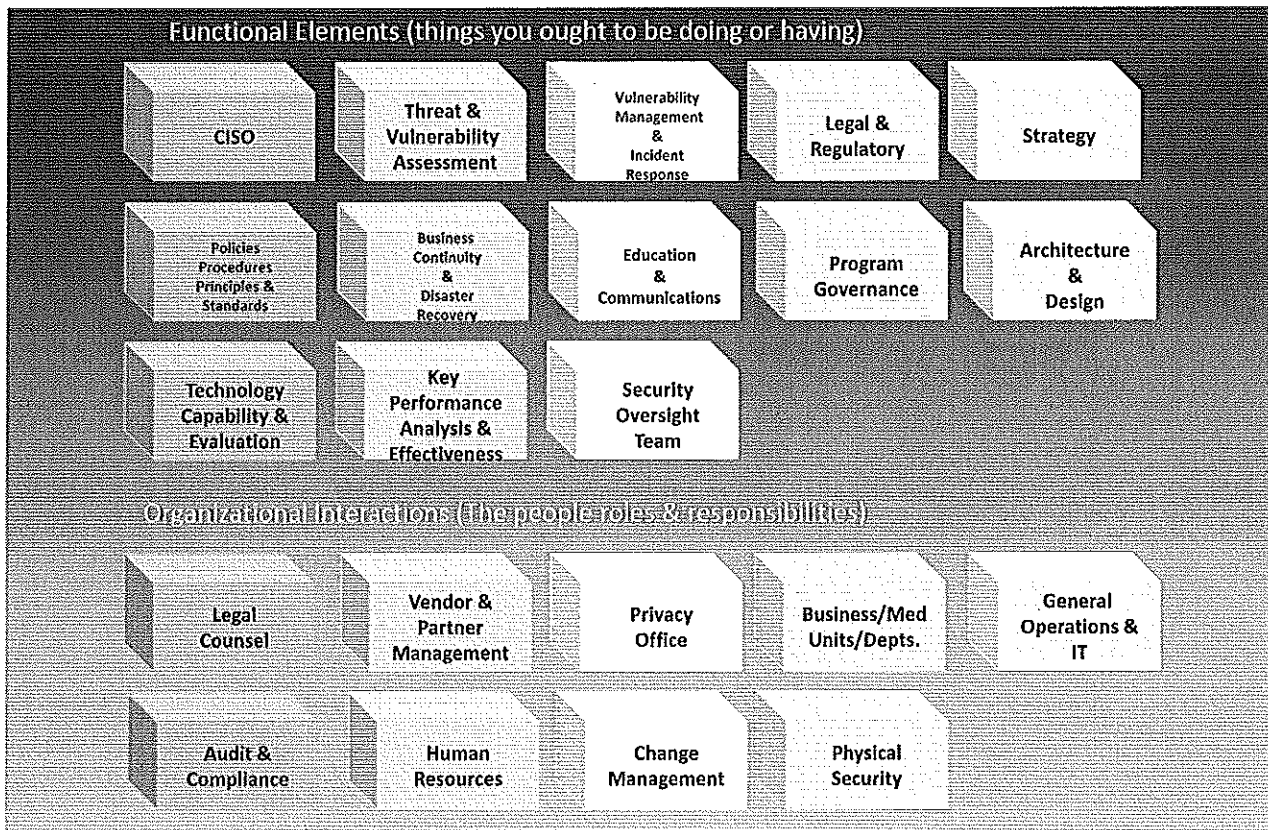 Functional Elements (things you ought to be doing or having)
CISO
Threat &
Vulnerability
Assessment
Vulnerability
Management
&
Incident
Response
Legal &
Regulatory
Strategy
Policies
Procedures
Principles &
Standards
Business
Continuity
&
Disaster
Recovery
Education
&
Communications
Program
Governance
Architecture
&
Design
Technology
Capability &
Evaluation
Key
Performance
Analysis &
Effectiveness
Security
Oversight
Team
Organizational Interactions (The people roles & responsibilities)
Legal
Counsel
Vendor &
Partner
Management
Privacy
Office
Business/Med
Units/Depts.
General
Operations &
IT
Audit &
Compliance
Human
Resources
Change
Management
Physical
Security